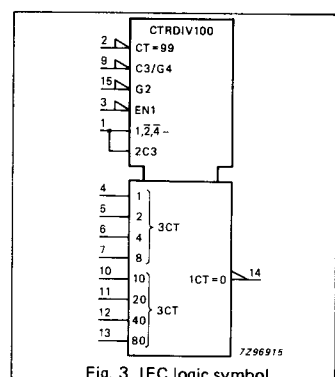 CTRDIV100
2 CT=99
9 C3/G4
15 G2
3 EN1
1 1,2̅,4̅−
2C3
4 1
5 2
6 4
7 8
3CT
10 10
11 20
12 40
13 80
3CT
1CT=0 14
7Z96915
Fig. 3 IEC logic symbol